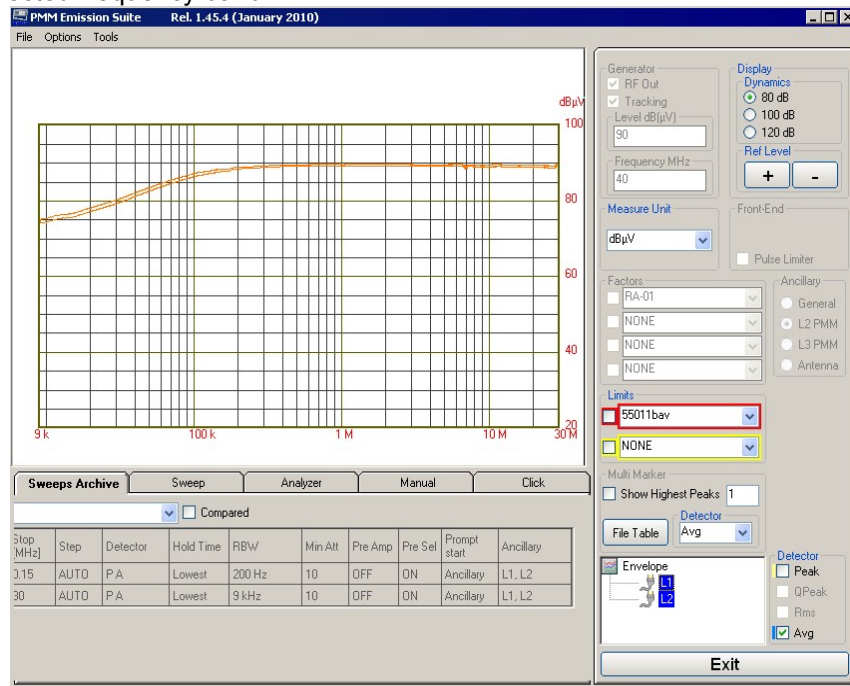 PMM Emission Suite Rel. 1.45.4 (January 2010)
File Options Tools
dBµV
100
80
60
40
20
9 k 100 k 1 M 10 M 30 M
Generator
RF Out
Tracking
Level dB(µV)
90
Frequency MHz
40
Display
Dynamics
80 dB
100 dB
120 dB
Ref Level
+ -
Measure Unit
dBµV
Front-End
Pulse Limiter
Factors
RA-01
NONE
NONE
NONE
Ancillary
General
L2 PMM
L3 PMM
Antenna
Limits
55011bav
NONE
Multi Marker
Show Highest Peaks 1
File Table
Detector
Avg
Envelope
L1
L2
Detector
Peak
QPeak
Rms
Avg
Exit
Sweeps Archive Sweep Analyzer Manual Click
Compared
Stop [MHz] Step Detector Hold Time RBW Min Att Pre Amp Pre Sel Prompt start Ancillary
0.15 AUTO P A Lowest 200 Hz 10 OFF ON Ancillary L1, L2
30 AUTO P A Lowest 9 kHz 10 OFF ON Ancillary L1, L2